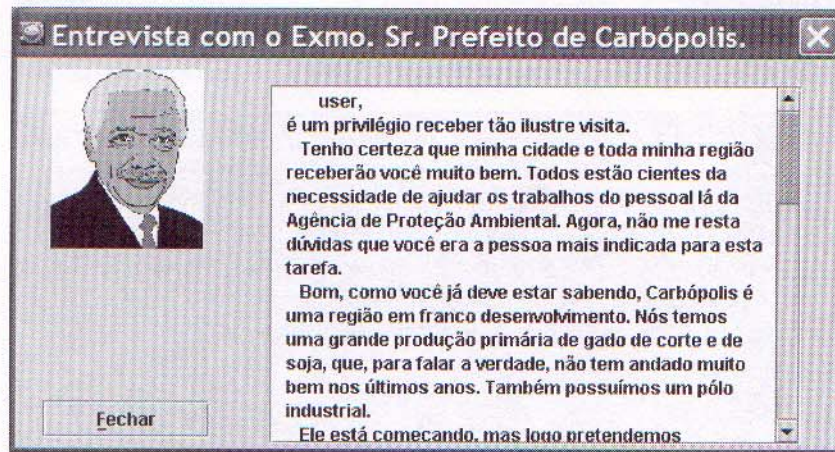 Entrevista com o Exmo. Sr. Prefeito de Carbópolis.
user,
é um privilégio receber tão ilustre visita.
Tenho certeza que minha cidade e toda minha região
receberão você muito bem. Todos estão cientes da
necessidade de ajudar os trabalhos do pessoal lá da
Agência de Proteção Ambiental. Agora, não me resta
dúvidas que você era a pessoa mais indicada para esta
tarefa.
Bom, como você já deve estar sabendo, Carbópolis é
uma região em franco desenvolvimento. Nós temos
uma grande produção primária de gado de corte e de
soja, que, para falar a verdade, não tem andado muito
bem nos últimos anos. Também possuímos um pólo
industrial.
Ele está começando, mas logo pretendemos
Fechar